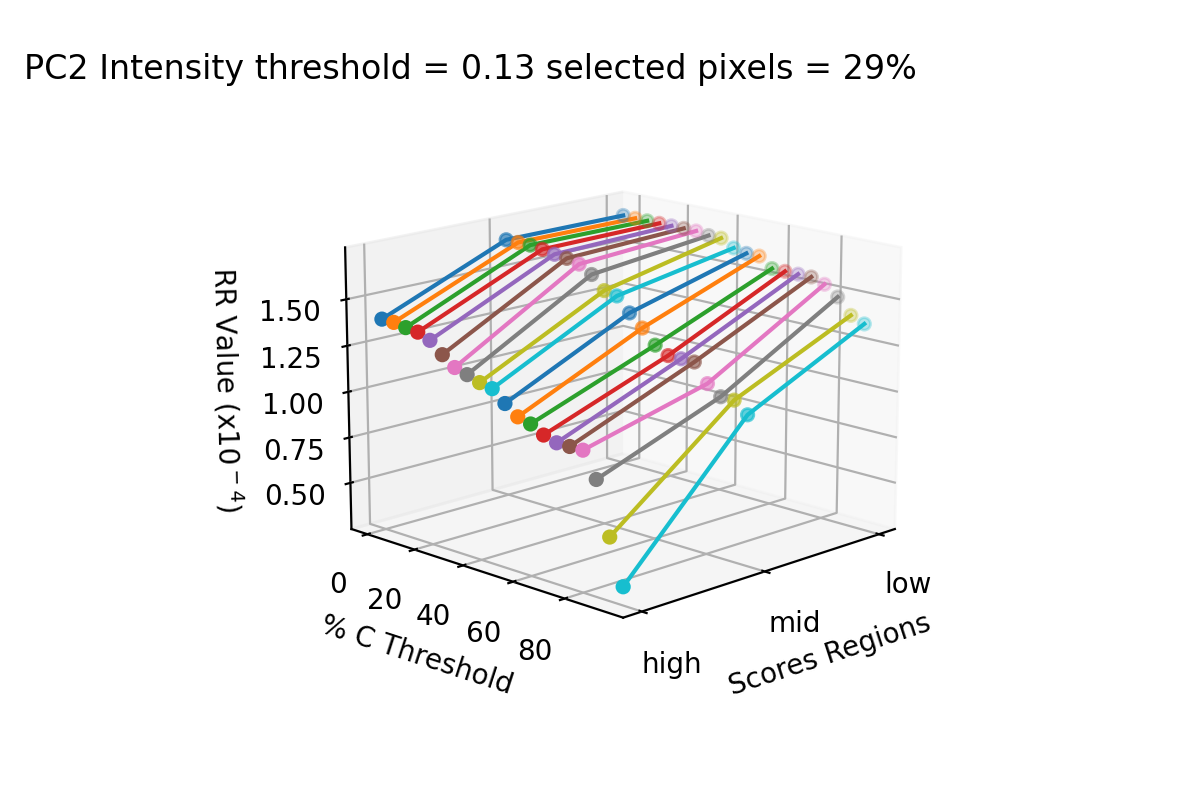 PC2 Intensity threshold = 0.13 selected pixels = 29%
RR Value (x10⁻⁴)
1.50
1.25
1.00
0.75
0.50
0
20
40
60
80
% C Threshold
high
mid
low
Scores Regions